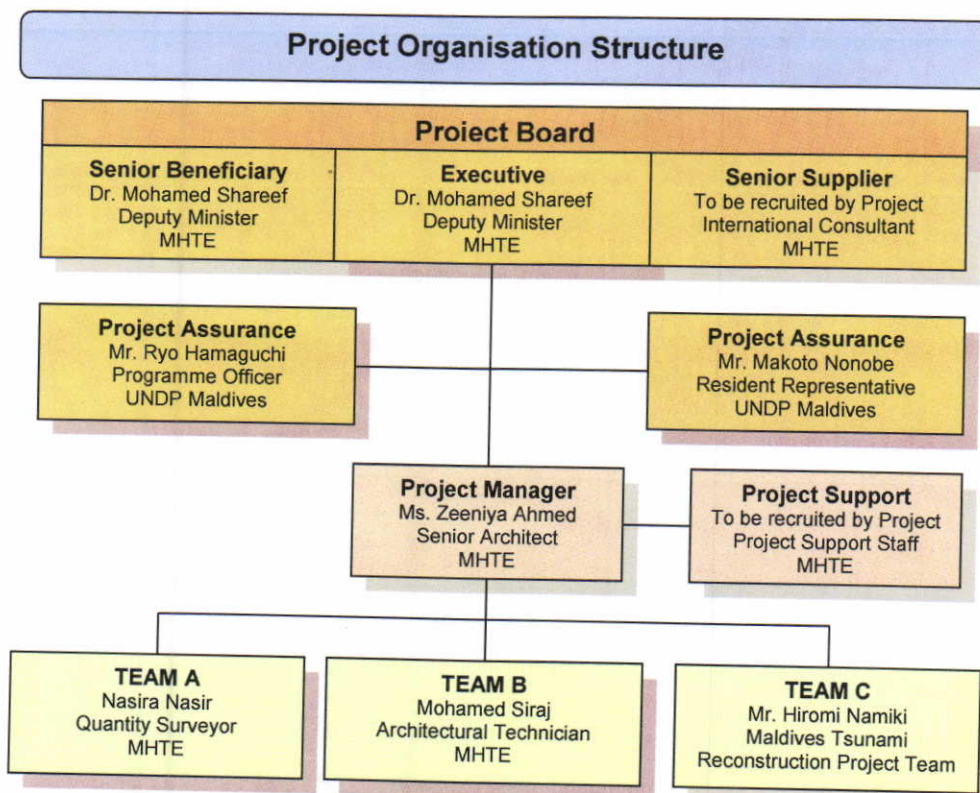 Project Organisation Structure
Project Board
Senior Beneficiary
Dr. Mohamed Shareef
Deputy Minister
MHTE
Executive
Dr. Mohamed Shareef
Deputy Minister
MHTE
Senior Supplier
To be recruited by Project
International Consultant
MHTE
Project Assurance
Mr. Ryo Hamaguchi
Programme Officer
UNDP Maldives
Project Assurance
Mr. Makoto Nonobe
Resident Representative
UNDP Maldives
Project Manager
Ms. Zeeniya Ahmed
Senior Architect
MHTE
Project Support
To be recruited by Project
Project Support Staff
MHTE
TEAM A
Nasira Nasir
Quantity Surveyor
MHTE
TEAM B
Mohamed Siraj
Architectural Technician
MHTE
TEAM C
Mr. Hiromi Namiki
Maldives Tsunami
Reconstruction Project Team